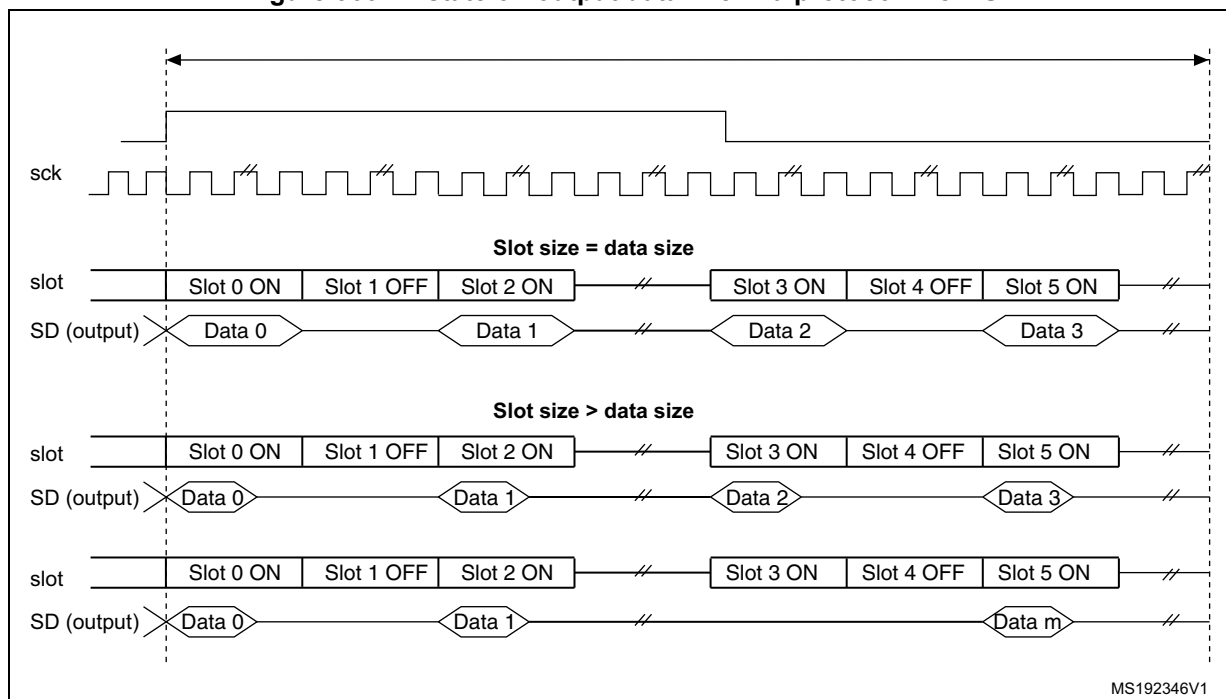 sck
Slot size = data size
slot Slot 0 ON Slot 1 OFF Slot 2 ON Slot 3 ON Slot 4 OFF Slot 5 ON
SD (output) Data 0 Data 1 Data 2 Data 3
Slot size > data size
slot Slot 0 ON Slot 1 OFF Slot 2 ON Slot 3 ON Slot 4 OFF Slot 5 ON
SD (output) Data 0 Data 1 Data 2 Data 3
slot Slot 0 ON Slot 1 OFF Slot 2 ON Slot 3 ON Slot 4 OFF Slot 5 ON
SD (output) Data 0 Data 1 Data m
MS192346V1